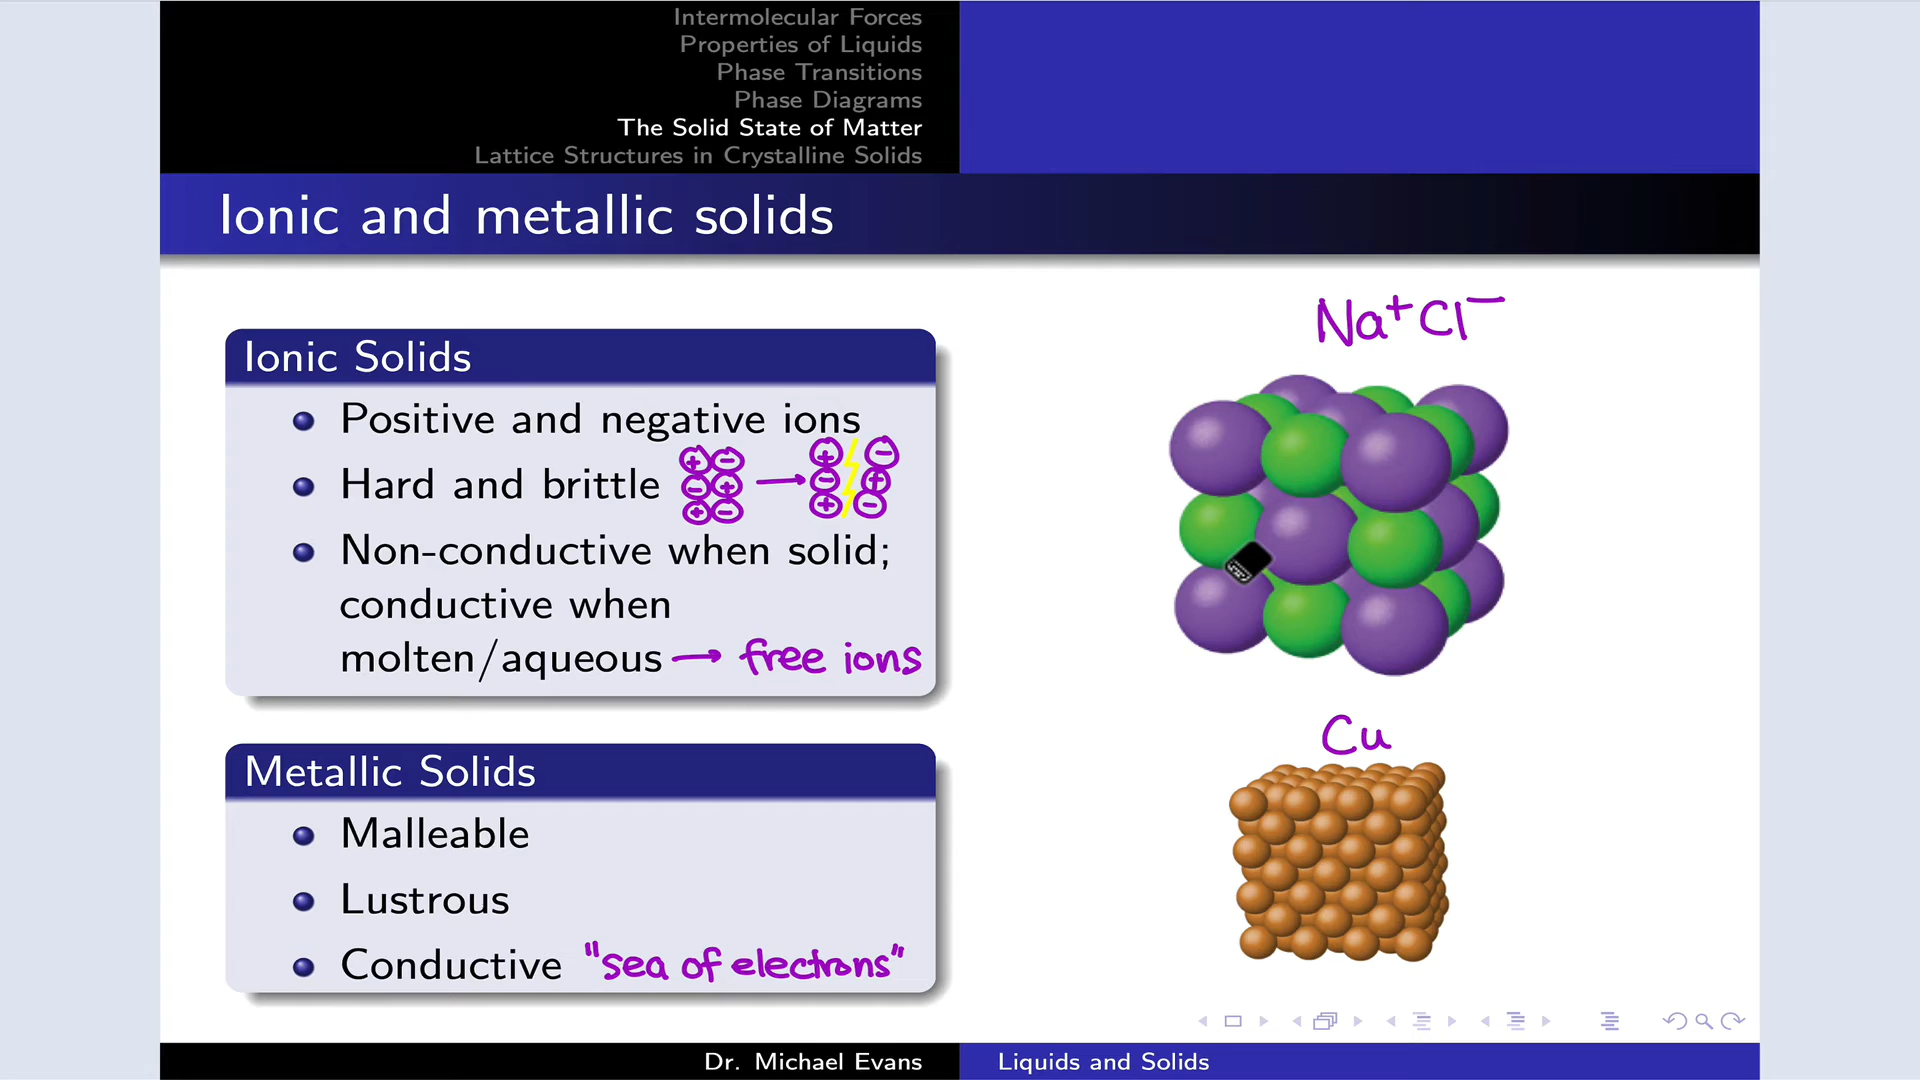 Intermolecular Forces
Properties of Liquids
Phase Transitions
Phase Diagrams
The Solid State of Matter
Lattice Structures in Crystalline Solids
Ionic and metallic solids
Ionic Solids
Positive and negative ions
Hard and brittle
+ - + -
- + - +
+ - + -
Non-conductive when solid;
conductive when
molten/aqueous → free ions
Metallic Solids
Malleable
Lustrous
Conductive "sea of electrons"
Na⁺Cl⁻
Cu
Dr. Michael Evans
Liquids and Solids